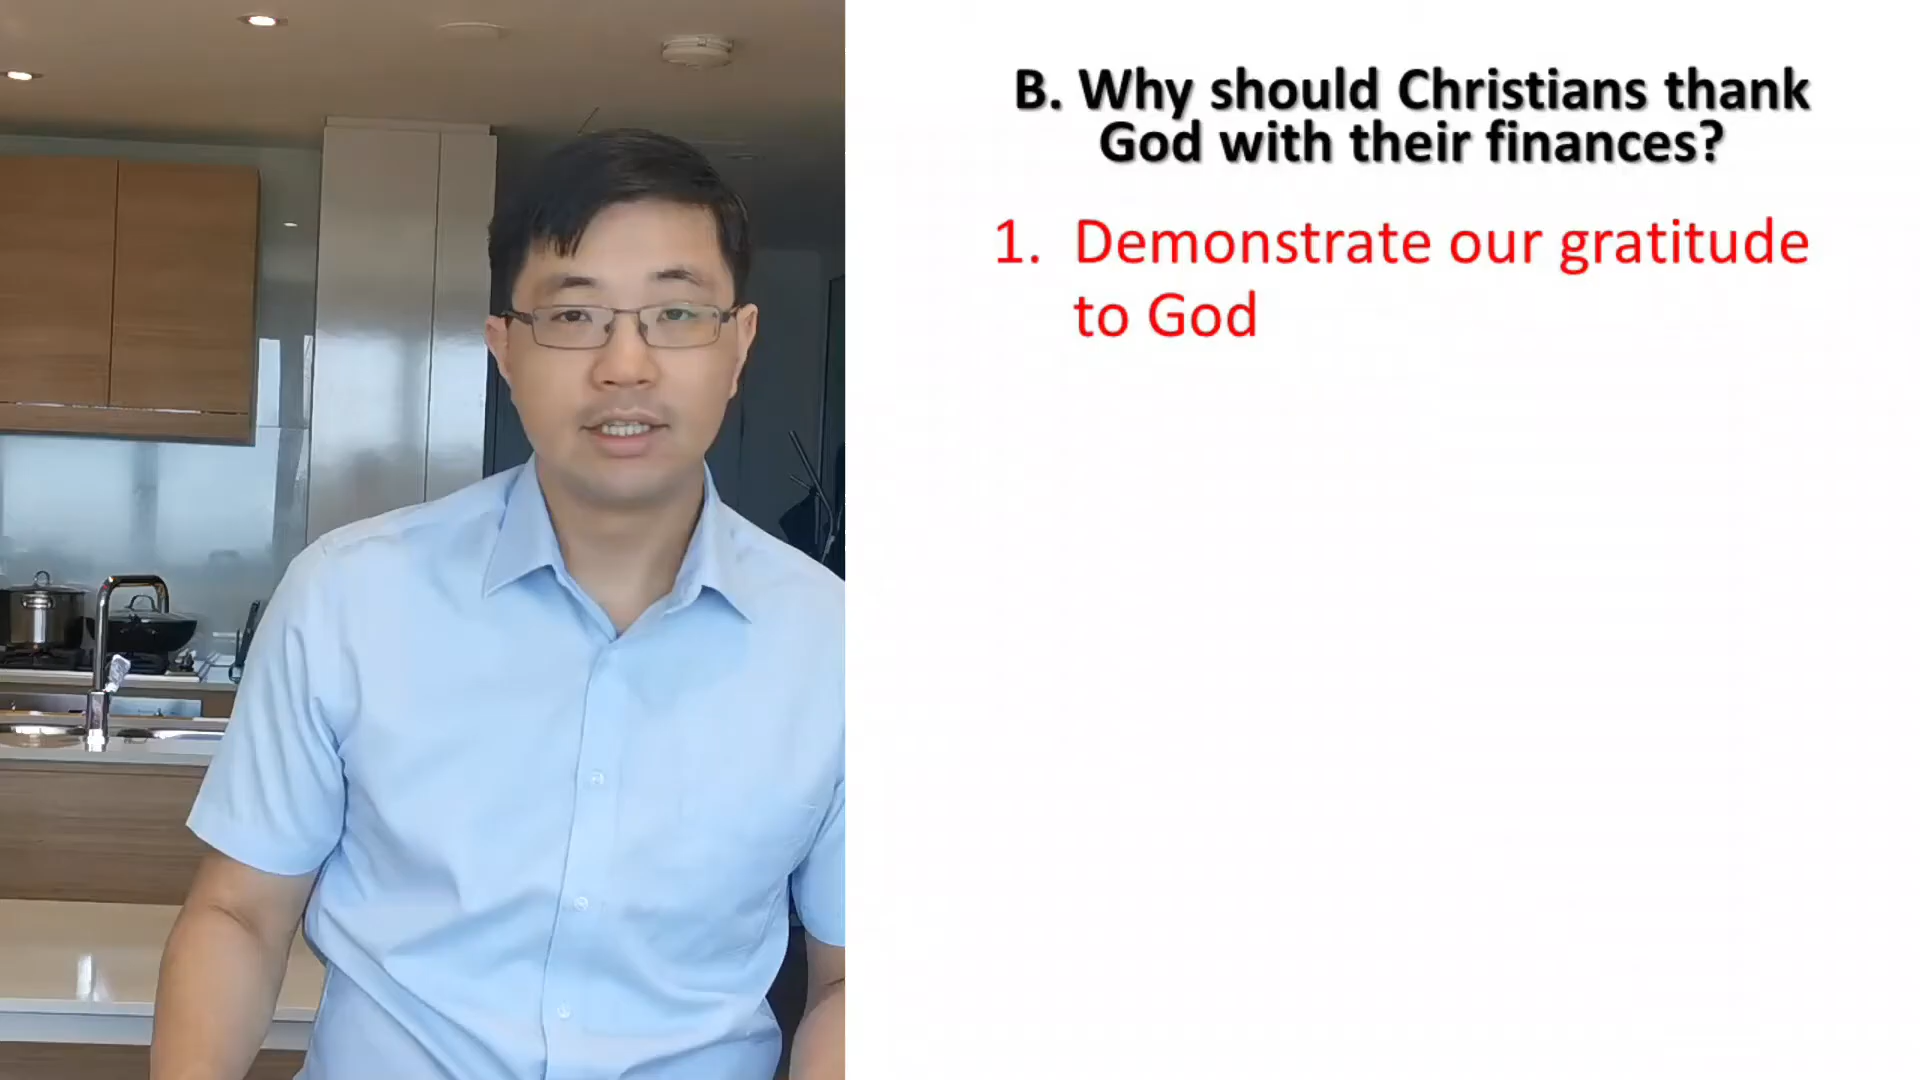 B. Why should Christians thank
God with their finances?
1. Demonstrate our gratitude
to God